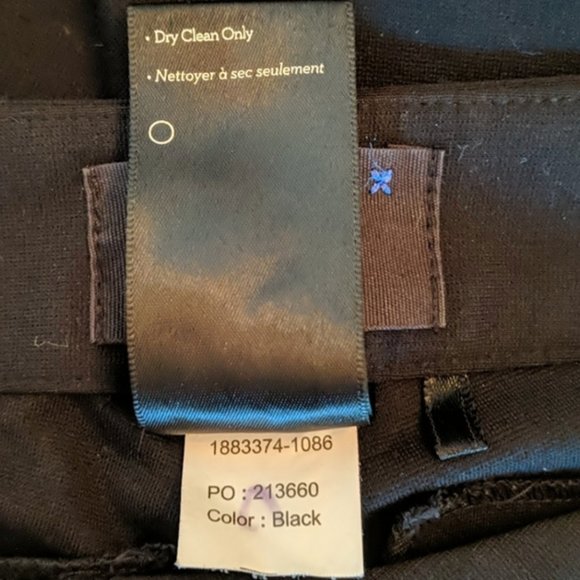 • Dry Clean Only
• Nettoyer à sec seulement
1883374-1086
PO : 213660
Color : Black